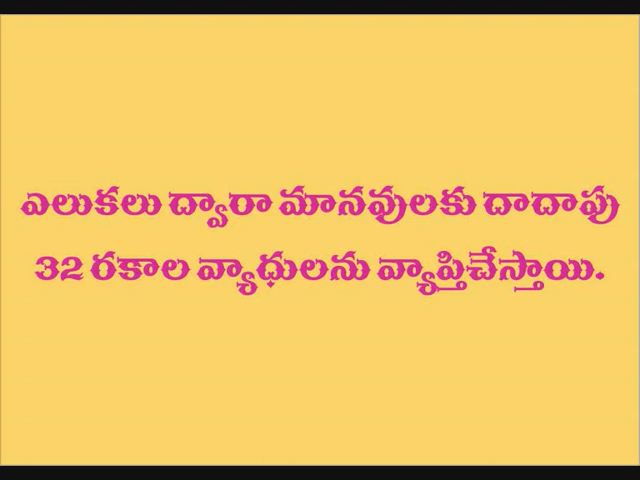 ఎలుకలు ద్వారా మానవులకు దాదాపు
32 రకాల వ్యాధులను వ్యాప్తిచేస్తాయి.